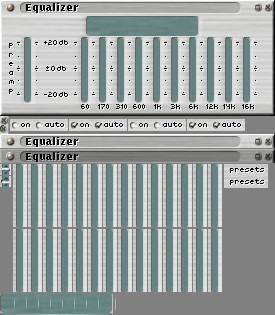 Equalizer
preamp
+20db
±0db
-20db
60 170 310 600 1K 3K 6K 12K 14K 16K
on auto on auto on auto on auto
Equalizer
Equalizer
presets
presets